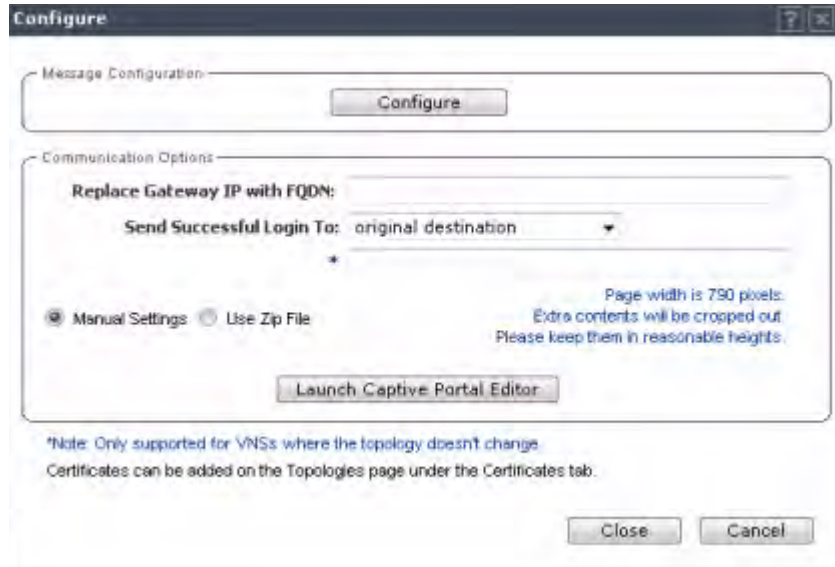 Configure
?
Message Configuration
Configure
Communication Options
Replace Gateway IP with FQDN:
Send Successful Login To: original destination
*
Manual Settings Use Zip File
Page width is 790 pixels.
Extra contents will be cropped out
Please keep them in reasonable heights.
Launch Captive Portal Editor
*Note: Only supported for VNSs where the topology doesn't change
Certificates can be added on the Topologies page under the Certificates tab.
Close Cancel